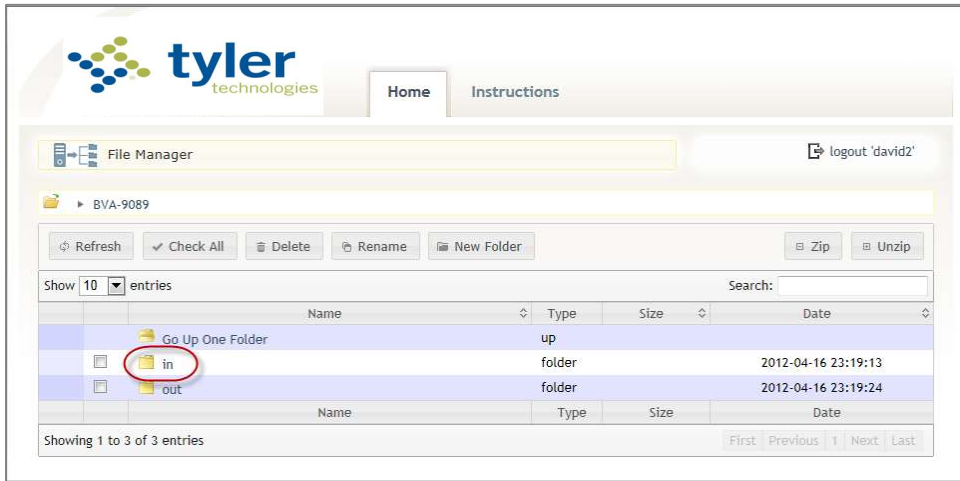 tyler
technologies
Home Instructions
File Manager logout 'david2'
BVA-9089
Refresh Check All Delete Rename New Folder Zip Unzip
Show 10 entries Search:
Name Type Size Date
Go Up One Folder up
in folder 2012-04-16 23:19:13
out folder 2012-04-16 23:19:24
Name Type Size Date
Showing 1 to 3 of 3 entries First Previous 1 Next Last